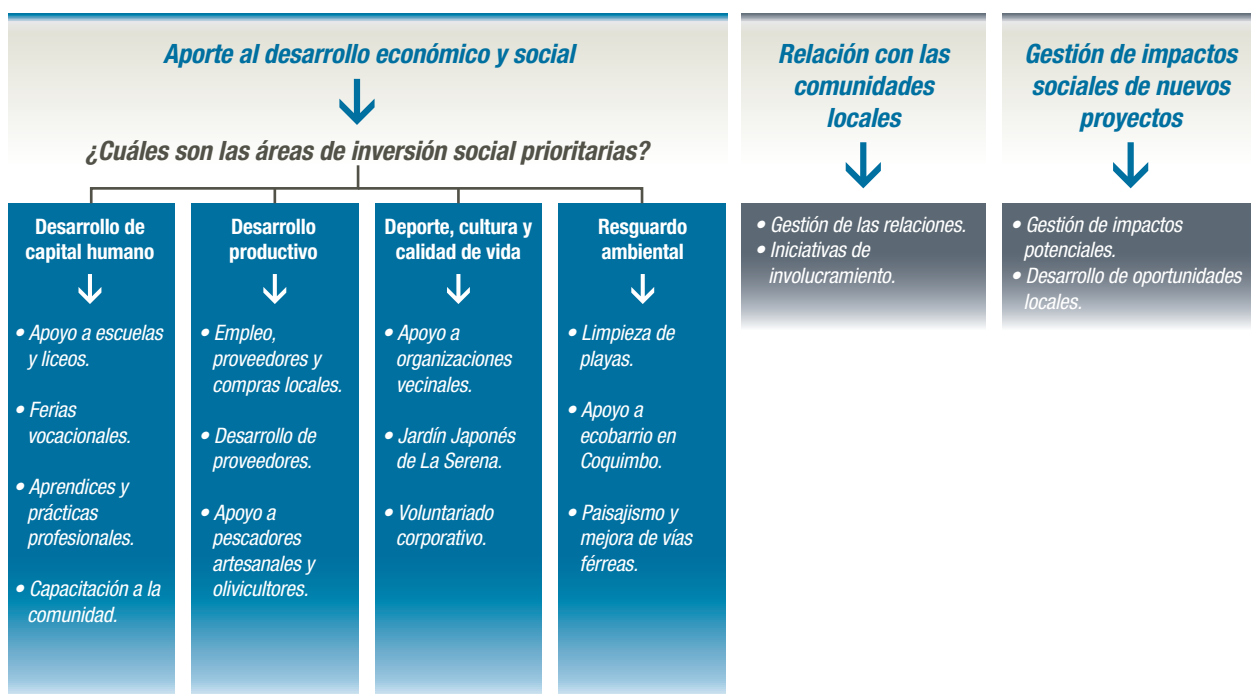 Aporte al desarrollo económico y social
¿Cuáles son las áreas de inversión social prioritarias?
Desarrollo de
capital humano
• Apoyo a escuelas
y liceos.
• Ferias
vocacionales.
• Aprendices y
prácticas
profesionales.
• Capacitación a la
comunidad.
Desarrollo
productivo
• Empleo,
proveedores y
compras locales.
• Desarrollo de
proveedores.
• Apoyo a
pescadores
artesanales y
olivicultores.
Deporte, cultura y
calidad de vida
• Apoyo a
organizaciones
vecinales.
• Jardín Japonés
de La Serena.
• Voluntariado
corporativo.
Resguardo
ambiental
• Limpieza de
playas.
• Apoyo a
ecobarrio en
Coquimbo.
• Paisajismo y
mejora de vías
férreas.
Relación con las
comunidades
locales
• Gestión de las relaciones.
• Iniciativas de
involucramiento.
Gestión de impactos
sociales de nuevos
proyectos
• Gestión de impactos
potenciales.
• Desarrollo de oportunidades
locales.